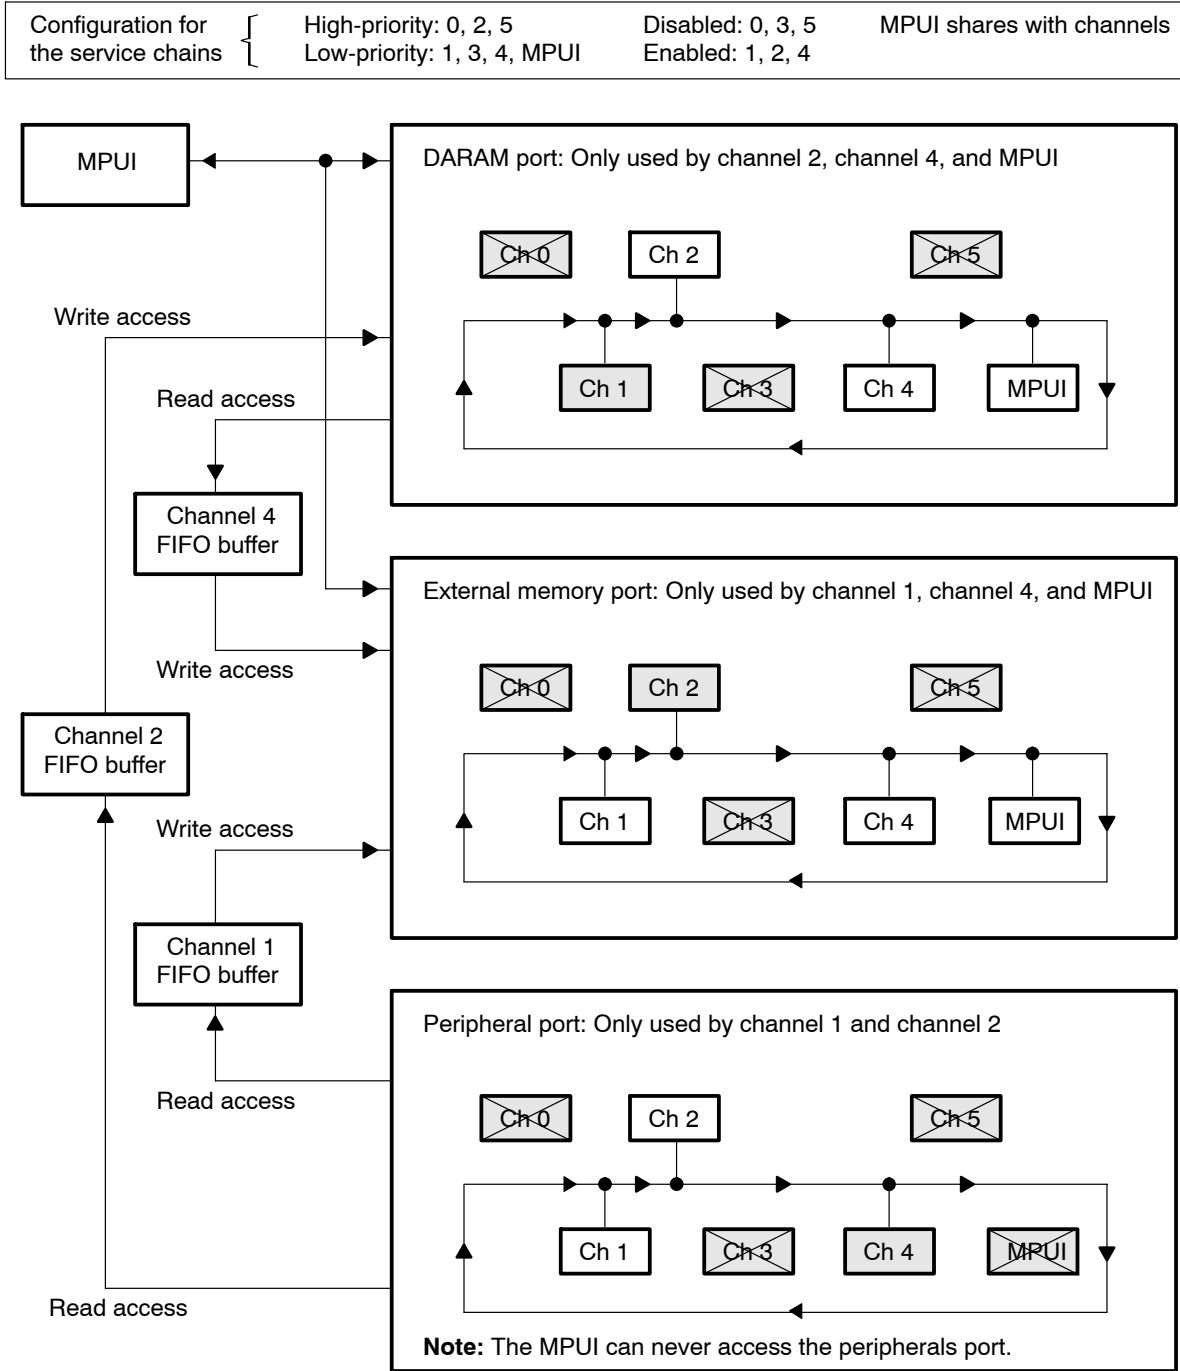 Configuration for
the service chains
High-priority: 0, 2, 5
Low-priority: 1, 3, 4, MPUI
Disabled: 0, 3, 5
Enabled: 1, 2, 4
MPUI shares with channels
MPUI
DARAM port: Only used by channel 2, channel 4, and MPUI
Ch 0
Ch 2
Ch 5
Ch 1
Ch 3
Ch 4
MPUI
Write access
Read access
Channel 4
FIFO buffer
Write access
External memory port: Only used by channel 1, channel 4, and MPUI
Ch 0
Ch 2
Ch 5
Ch 1
Ch 3
Ch 4
MPUI
Channel 2
FIFO buffer
Write access
Channel 1
FIFO buffer
Read access
Peripheral port: Only used by channel 1 and channel 2
Ch 0
Ch 2
Ch 5
Ch 1
Ch 3
Ch 4
MPUI
Read access
Note: The MPUI can never access the peripherals port.